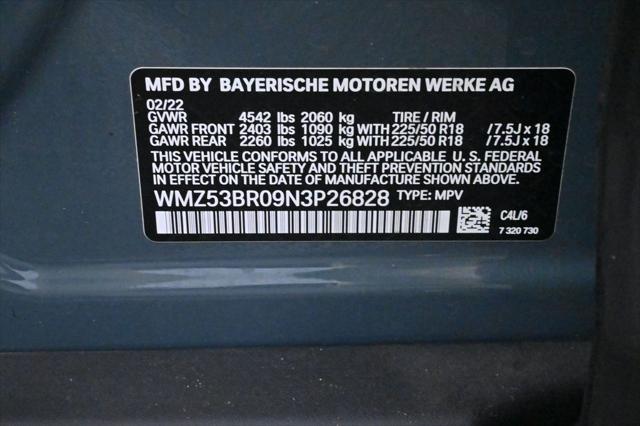 MFD BY BAYERISCHE MOTOREN WERKE AG
02/22
GVWR 4542 lbs 2060 kg TIRE / RIM
GAWR FRONT 2403 lbs 1090 kg WITH 225/50 R18 /7.5J x 18
GAWR REAR 2260 lbs 1025 kg WITH 225/50 R18 /7.5J x 18
THIS VEHICLE CONFORMS TO ALL APPLICABLE U. S. FEDERAL
MOTOR VEHICLE SAFETY AND THEFT PREVENTION STANDARDS
IN EFFECT ON THE DATE OF MANUFACTURE SHOWN ABOVE.
WMZ53BR09N3P26828 TYPE: MPV
C4L/6
7 320 730